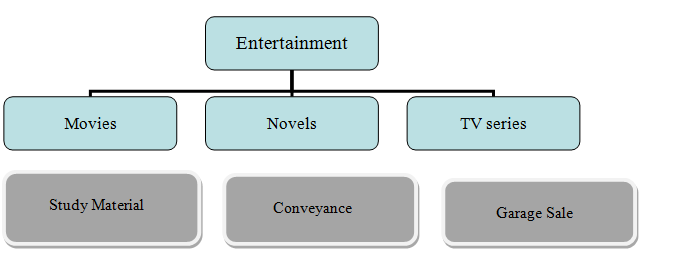 Entertainment
Movies
Novels
TV series
Study Material
Conveyance
Garage Sale